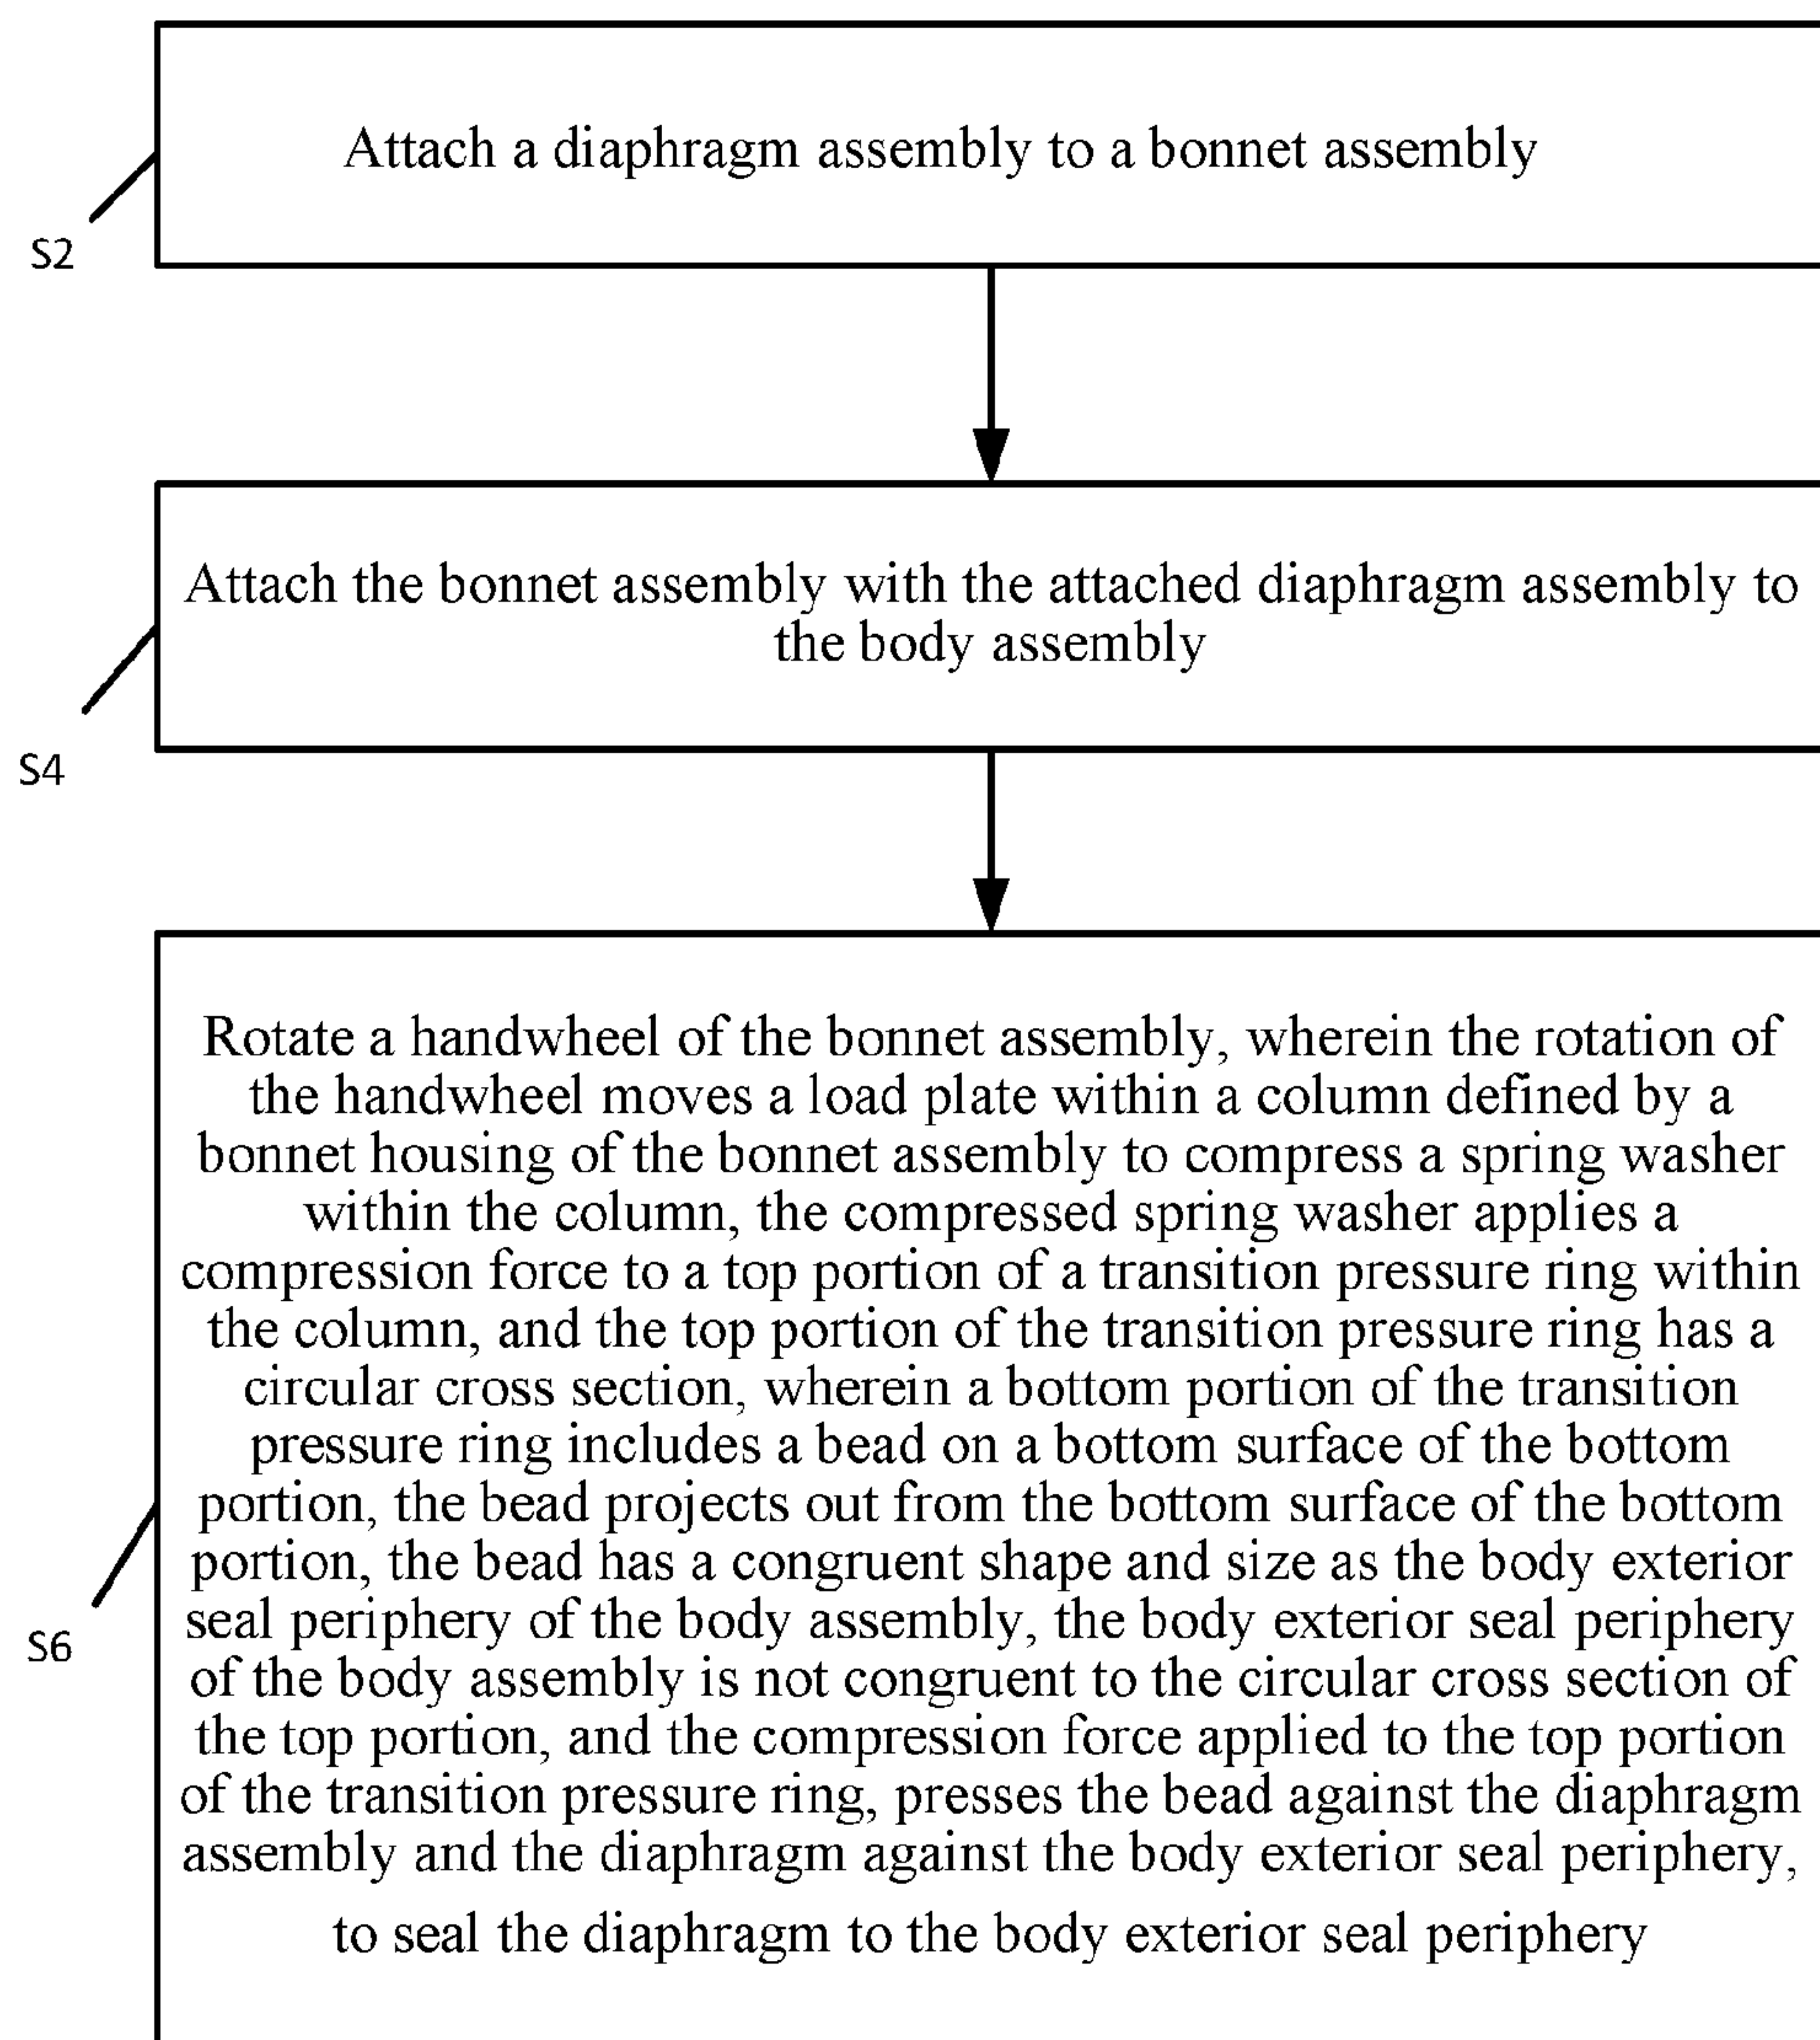 Attach a diaphragm assembly to a bonnet assembly
S2
Attach the bonnet assembly with the attached diaphragm assembly to
the body assembly
S4
Rotate a handwheel of the bonnet assembly, wherein the rotation of
the handwheel moves a load plate within a column defined by a
bonnet housing of the bonnet assembly to compress a spring washer
within the column, the compressed spring washer applies a
compression force to a top portion of a transition pressure ring within
the column, and the top portion of the transition pressure ring has a
circular cross section, wherein a bottom portion of the transition
pressure ring includes a bead on a bottom surface of the bottom
portion, the bead projects out from the bottom surface of the bottom
portion, the bead has a congruent shape and size as the body exterior
seal periphery of the body assembly, the body exterior seal periphery
of the body assembly is not congruent to the circular cross section of
the top portion, and the compression force applied to the top portion
of the transition pressure ring, presses the bead against the diaphragm
assembly and the diaphragm against the body exterior seal periphery,
to seal the diaphragm to the body exterior seal periphery
S6